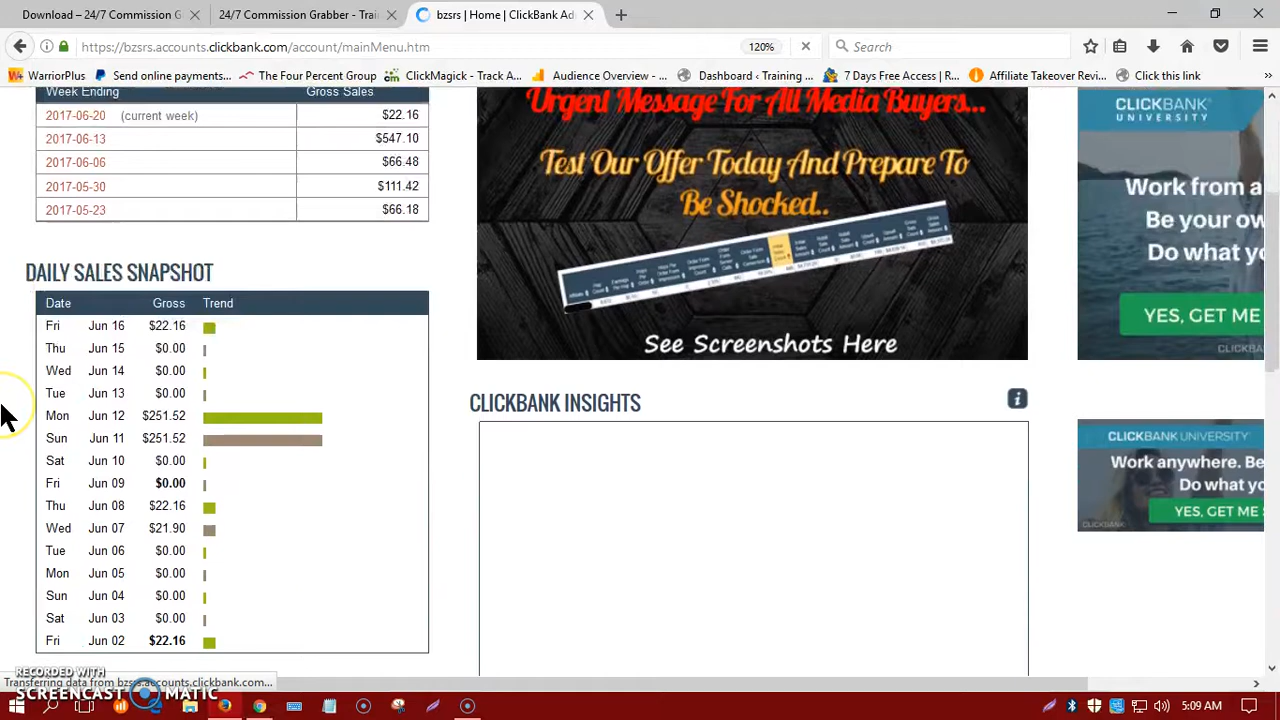 Download – 24/7 Commission G
24/7 Commission Grabber - Trai
bzsrs | Home | ClickBank Ad
https://bzsrs.accounts.clickbank.com/account/mainMenu.htm
120%
Search
WarriorPlus
Send online payments...
The Four Percent Group
ClickMagick - Track A...
Audience Overview - ...
Dashboard ‹ Training ...
7 Days Free Access | R...
Affiliate Takeover Revi...
Click this link
Week Ending Gross Sales
2017-06-20 (current week) $22.16
2017-06-13 $547.10
2017-06-06 $66.48
2017-05-30 $111.42
2017-05-23 $66.18
DAILY SALES SNAPSHOT
Date Gross Trend
Fri Jun 16 $22.16
Thu Jun 15 $0.00
Wed Jun 14 $0.00
Tue Jun 13 $0.00
Mon Jun 12 $251.52
Sun Jun 11 $251.52
Sat Jun 10 $0.00
Fri Jun 09 $0.00
Thu Jun 08 $22.16
Wed Jun 07 $21.90
Tue Jun 06 $0.00
Mon Jun 05 $0.00
Sun Jun 04 $0.00
Sat Jun 03 $0.00
Fri Jun 02 $22.16
Urgent Message For All Media Buyers...
Test Our Offer Today And Prepare To
Be Shocked..
See Screenshots Here
CLICKBANK INSIGHTS
CLICKBANK®
UNIVERSITY
Work from a
Be your ow
Do what yo
YES, GET ME
CLICKBANK
CLICKBANK UNIVERSITY
Work anywhere. Be
Do what yo
YES, GET ME
CLICKBANK
Transferring data from bzsrs.accounts.clickbank.com...
RECORDED WITH
SCREENCAST MATIC
5:09 AM